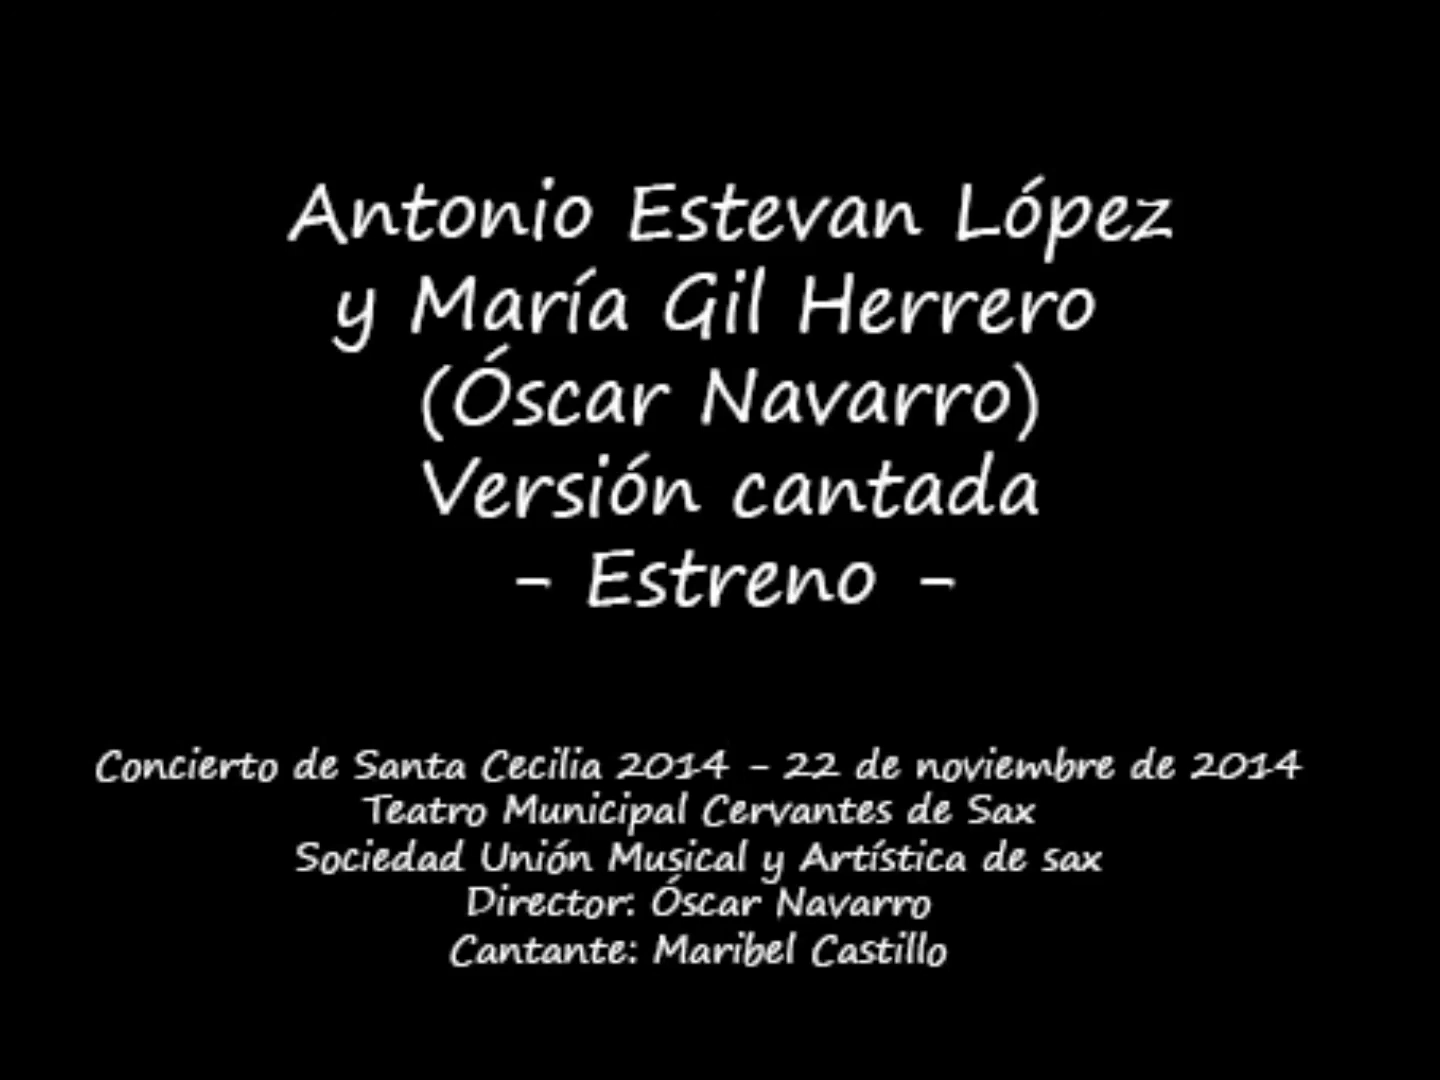 Antonio Estevan López
y María Gil Herrero
(Óscar Navarro)
Versión cantada
- Estreno -
Concierto de Santa Cecilia 2014 - 22 de noviembre de 2014
Teatro Municipal Cervantes de Sax
Sociedad Unión Musical y Artística de sax
Director: Óscar Navarro
Cantante: Maribel Castillo